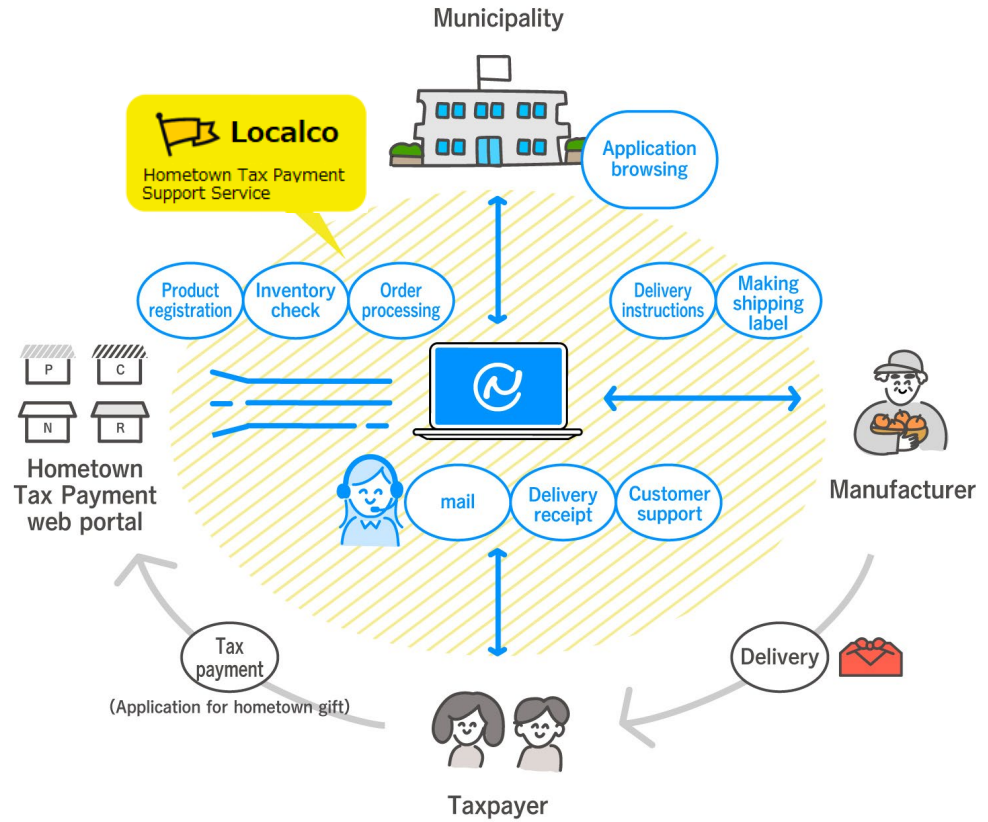 Municipality
Localco
Hometown Tax Payment
Support Service
Application
browsing
Product
registration
Inventory
check
Order
processing
Delivery
instructions
Making
shipping
label
P
C
N
R
Hometown
Tax Payment
web portal
Manufacturer
mail
Delivery
receipt
Customer
support
Tax
payment
(Application for hometown gift)
Delivery
Taxpayer